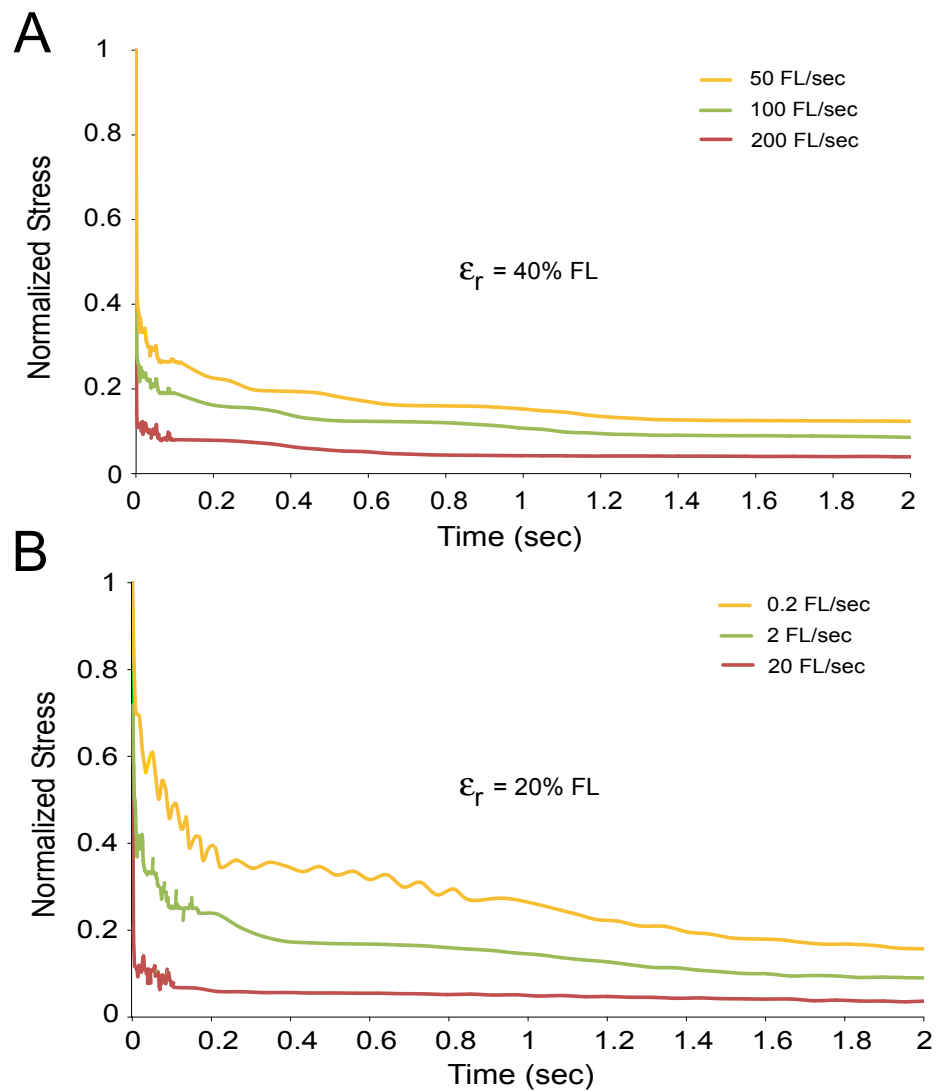 A
1
0.8
0.6
0.4
0.2
0
Normalized Stress
50 FL/sec
100 FL/sec
200 FL/sec
εr = 40% FL
0 0.2 0.4 0.6 0.8 1 1.2 1.4 1.6 1.8 2
Time (sec)
B
1
0.8
0.6
0.4
0.2
0
Normalized Stress
0.2 FL/sec
2 FL/sec
20 FL/sec
εr = 20% FL
0 0.2 0.4 0.6 0.8 1 1.2 1.4 1.6 1.8 2
Time (sec)